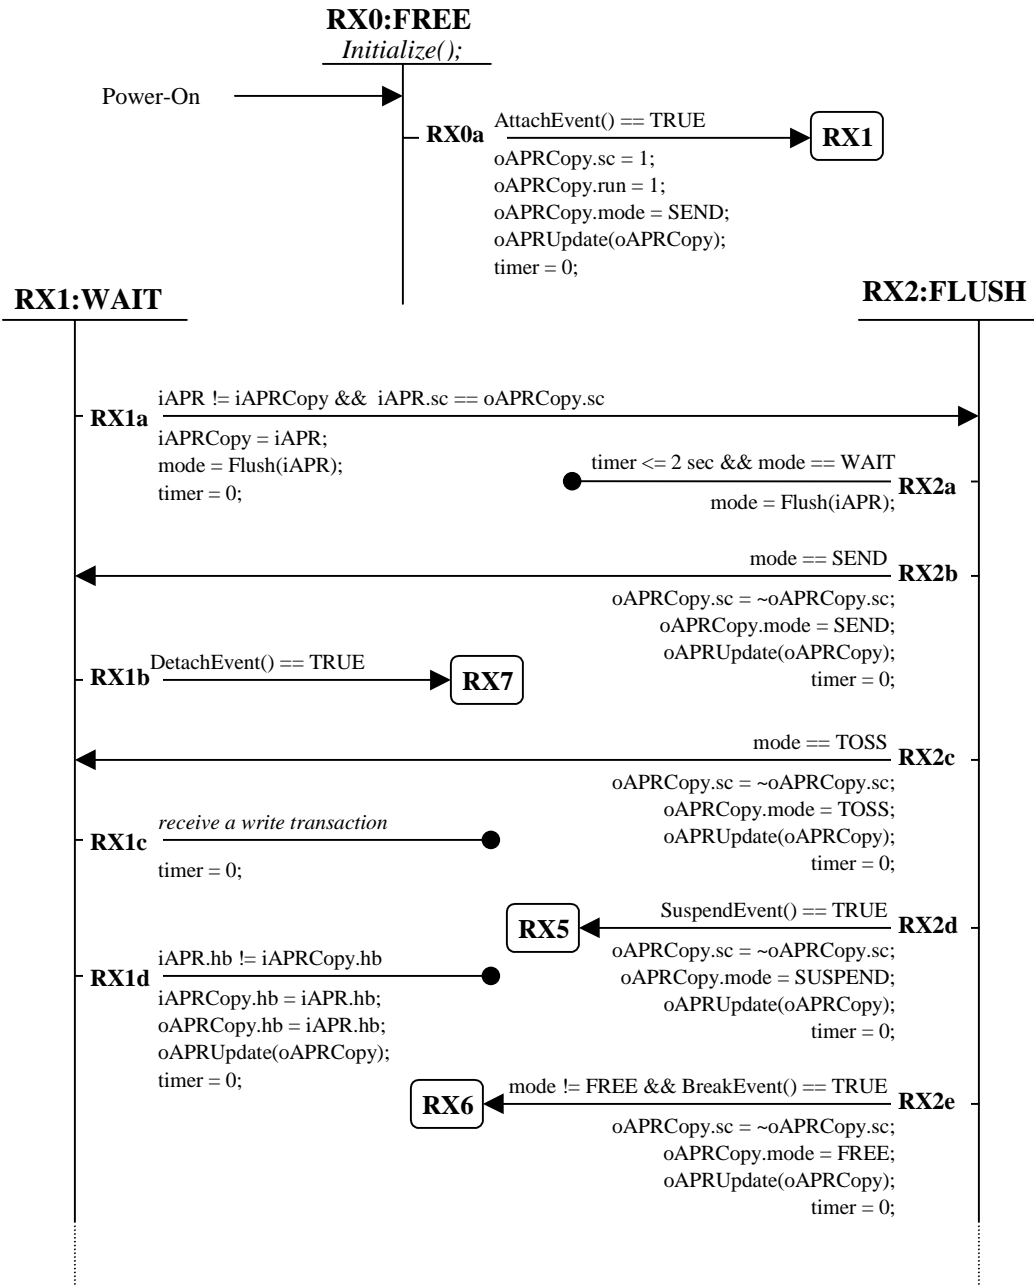 RX0:FREE
Initialize();
Power-On
RX0a
AttachEvent() == TRUE
RX1
oAPRCopy.sc = 1;
oAPRCopy.run = 1;
oAPRCopy.mode = SEND;
oAPRUpdate(oAPRCopy);
timer = 0;
RX1:WAIT
RX2:FLUSH
RX1a
iAPR != iAPRCopy && iAPR.sc == oAPRCopy.sc
iAPRCopy = iAPR;
mode = Flush(iAPR);
timer = 0;
timer <= 2 sec && mode == WAIT
RX2a
mode = Flush(iAPR);
mode == SEND
RX2b
oAPRCopy.sc = ~oAPRCopy.sc;
oAPRCopy.mode = SEND;
oAPRUpdate(oAPRCopy);
timer = 0;
RX1b
DetachEvent() == TRUE
RX7
mode == TOSS
RX2c
oAPRCopy.sc = ~oAPRCopy.sc;
oAPRCopy.mode = TOSS;
oAPRUpdate(oAPRCopy);
timer = 0;
RX1c
receive a write transaction
timer = 0;
SuspendEvent() == TRUE
RX2d
RX5
oAPRCopy.sc = ~oAPRCopy.sc;
oAPRCopy.mode = SUSPEND;
oAPRUpdate(oAPRCopy);
timer = 0;
RX1d
iAPR.hb != iAPRCopy.hb
iAPRCopy.hb = iAPR.hb;
oAPRCopy.hb = iAPR.hb;
oAPRUpdate(oAPRCopy);
timer = 0;
mode != FREE && BreakEvent() == TRUE
RX2e
RX6
oAPRCopy.sc = ~oAPRCopy.sc;
oAPRCopy.mode = FREE;
oAPRUpdate(oAPRCopy);
timer = 0;